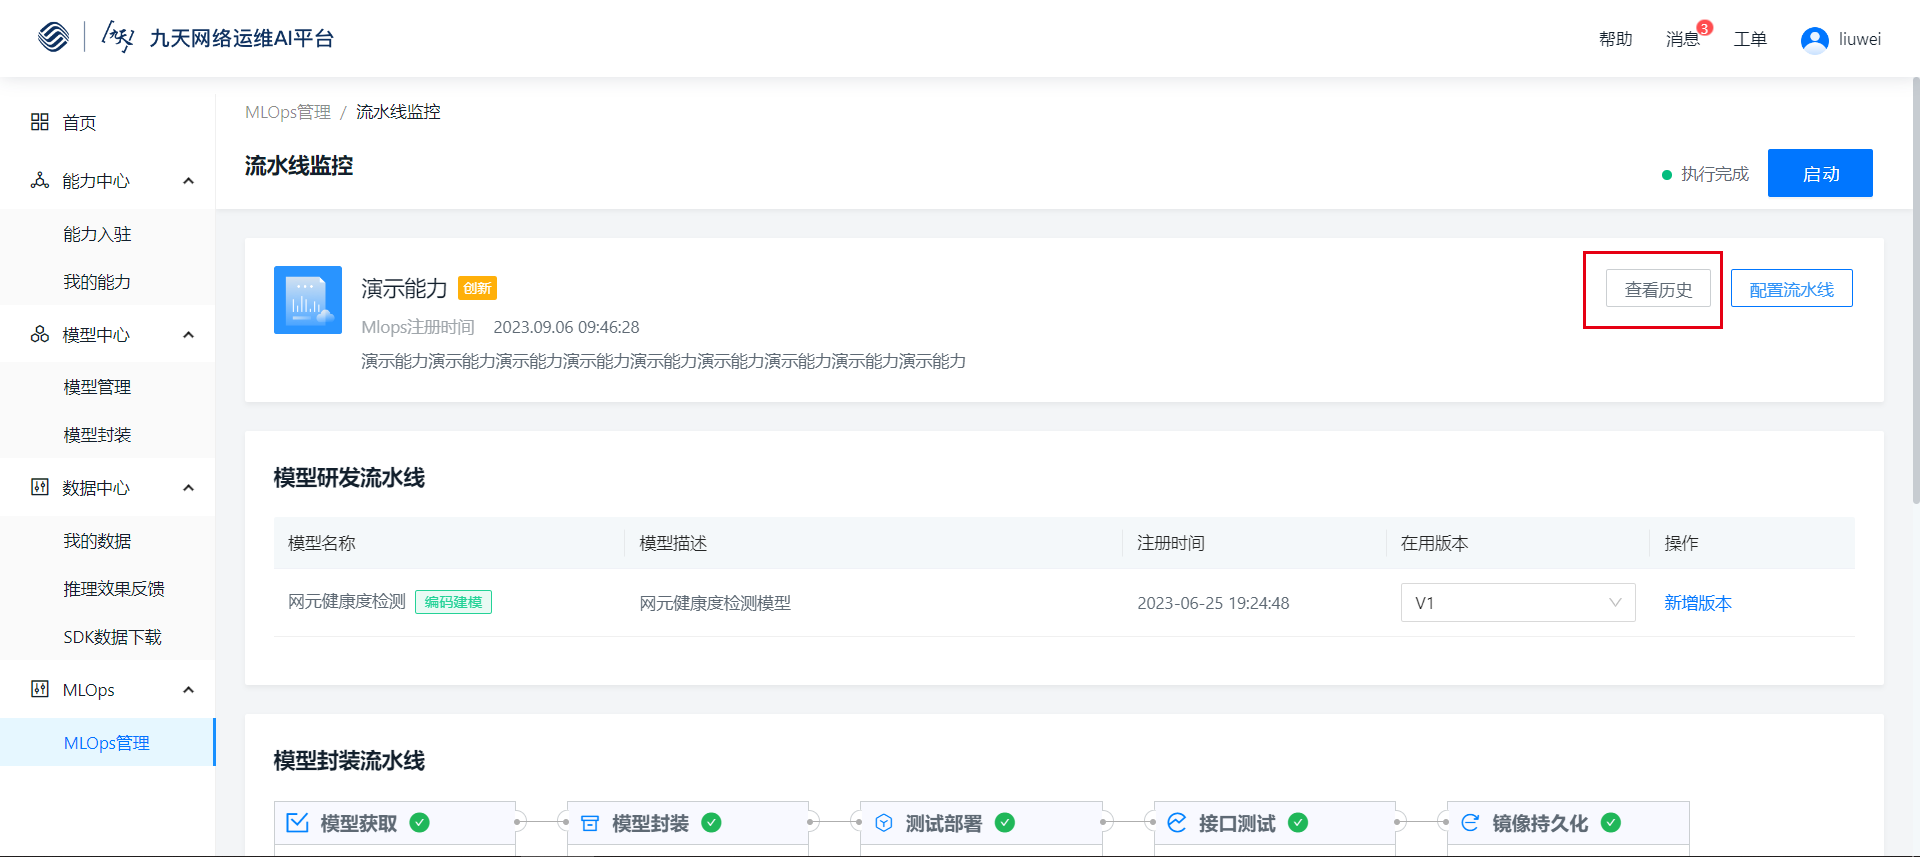 九天 九天网络运维AI平台
帮助 消息 3 工单 liuwei
首页
能力中心
能力入驻
我的能力
模型中心
模型管理
模型封装
数据中心
我的数据
推理效果反馈
SDK数据下载
MLOps
MLOps管理
MLOps管理 / 流水线监控
流水线监控
执行完成 启动
演示能力 创新
查看历史 配置流水线
Mlops注册时间 2023.09.06 09:46:28
演示能力演示能力演示能力演示能力演示能力演示能力演示能力演示能力演示能力
模型研发流水线
模型名称 模型描述 注册时间 在用版本 操作
网元健康度检测 编码建模 网元健康度检测模型 2023-06-25 19:24:48 V1 新增版本
模型封装流水线
模型获取 模型封装 测试部署 接口测试 镜像持久化